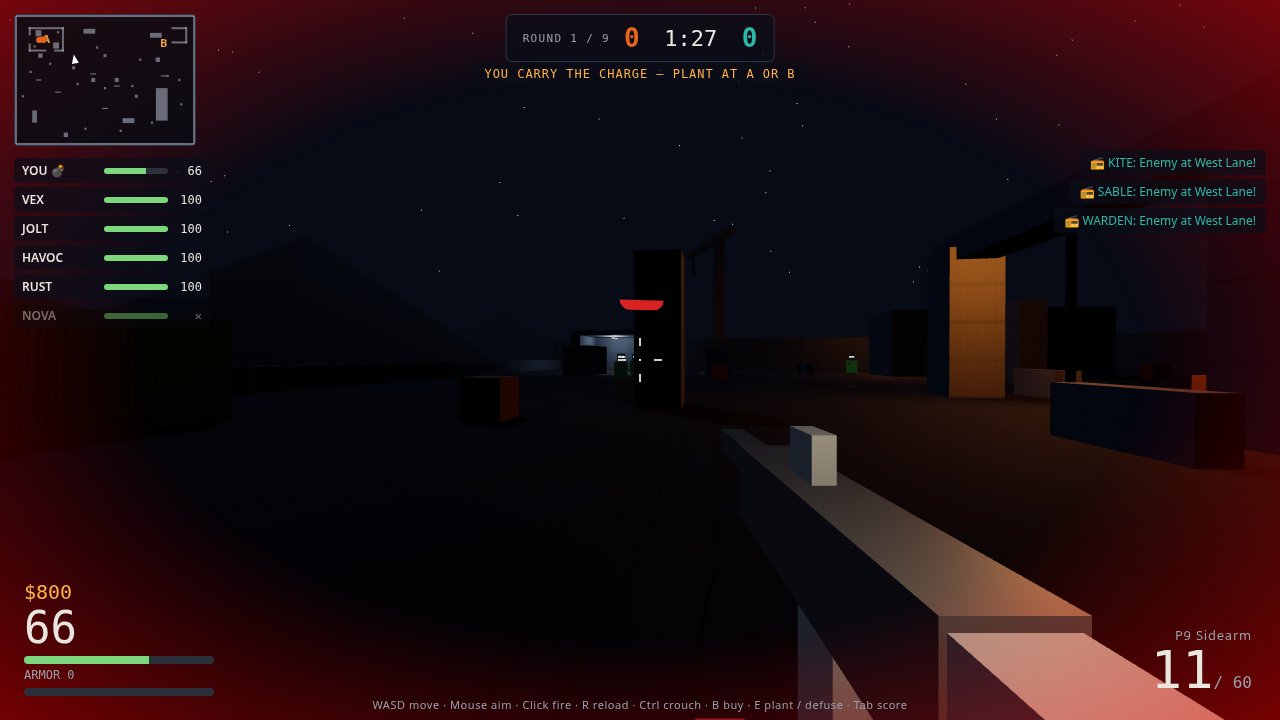 A
B
ROUND 1 / 9 0 1:27 0
YOU CARRY THE CHARGE — PLANT AT A OR B
YOU 💣 66
VEX 100
JOLT 100
HAVOC 100
RUST 100
NOVA ×
📻 KITE: Enemy at West Lane!
📻 SABLE: Enemy at West Lane!
📻 WARDEN: Enemy at West Lane!
$800
66
ARMOR 0
P9 Sidearm
11 / 60
WASD move · Mouse aim · Click fire · R reload · Ctrl crouch · B buy · E plant / defuse · Tab score